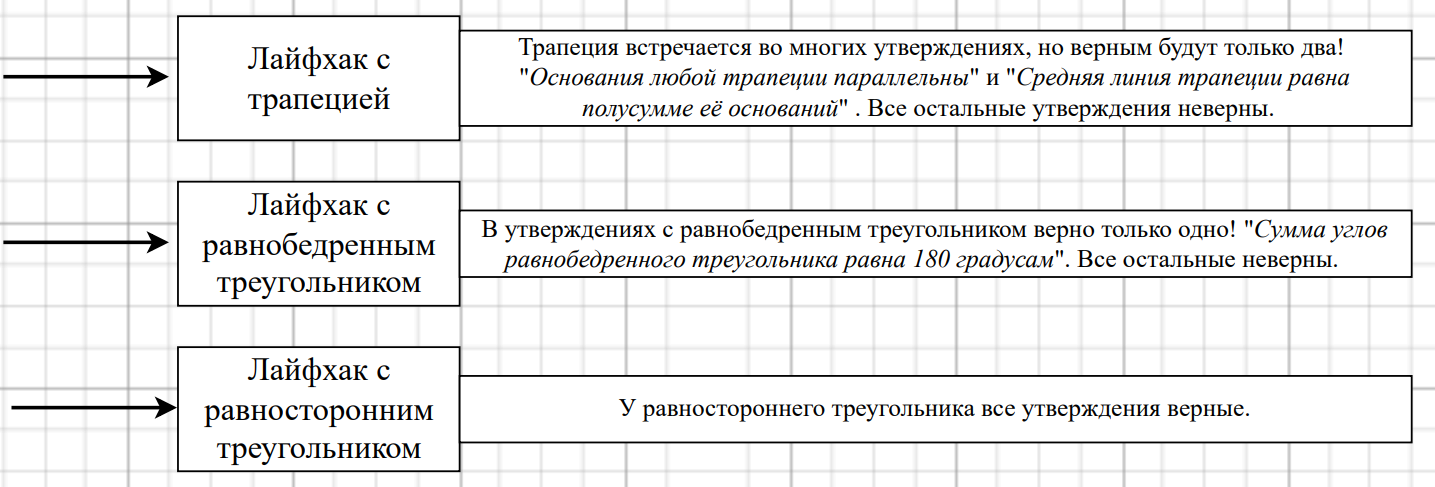 Лайфхак с
трапецией
Трапеция встречается во многих утверждениях, но верным будут только два!
"Основания любой трапеции параллельны" и "Средняя линия трапеции равна
полусумме её оснований" . Все остальные утверждения неверны.
Лайфхак с
равнобедренным
треугольником
В утверждениях с равнобедренным треугольником верно только одно! "Сумма углов
равнобедренного треугольника равна 180 градусам". Все остальные неверны.
Лайфхак с
равносторонним
треугольником
У равностороннего треугольника все утверждения верные.